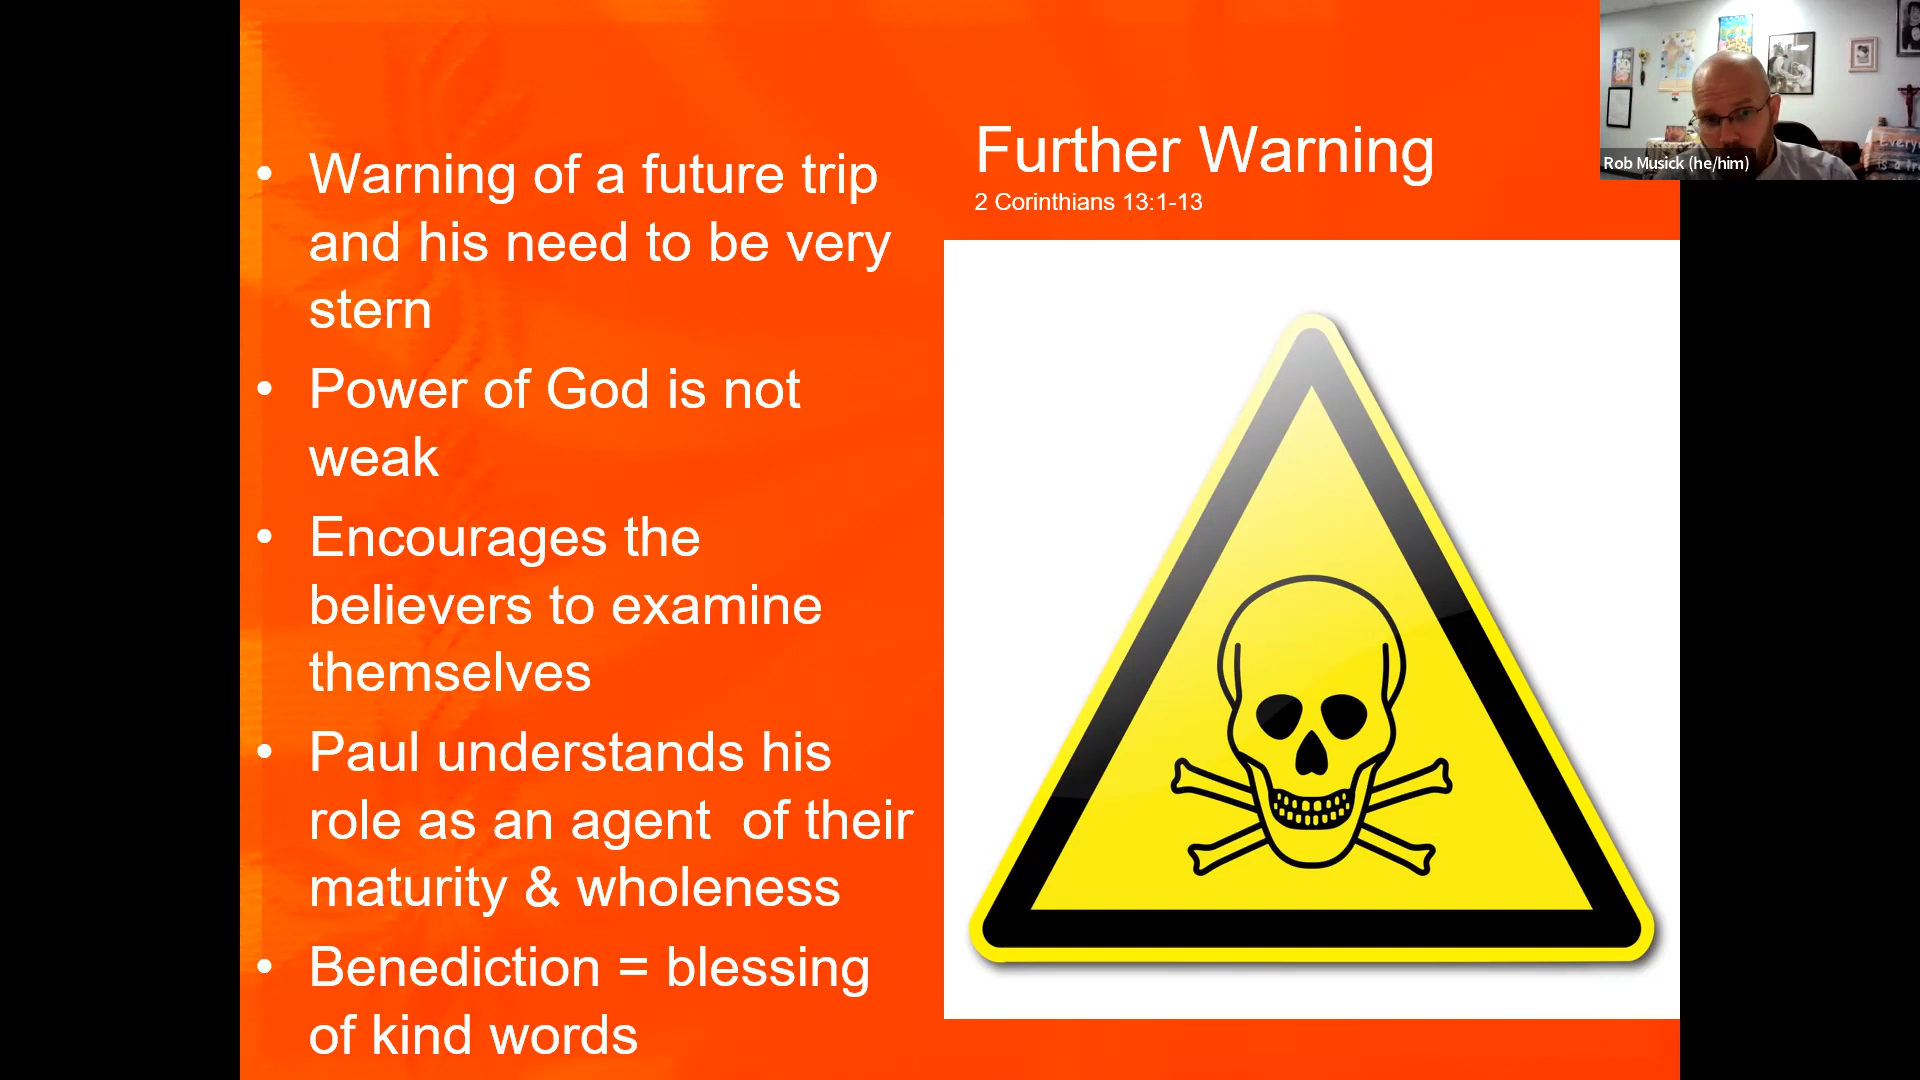 • Warning of a future trip
and his need to be very
stern
• Power of God is not
weak
• Encourages the
believers to examine
themselves
• Paul understands his
role as an agent  of their
maturity & wholeness
• Benediction = blessing
of kind words
Further Warning
2 Corinthians 13:1-13
Rob Musick (he/him)